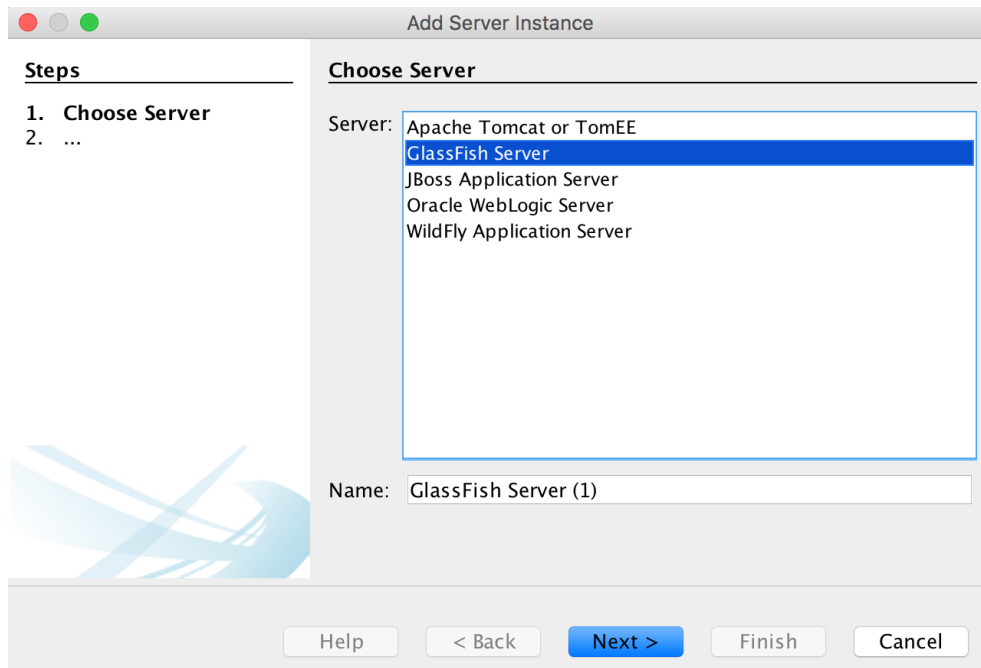 Add Server Instance
Steps
1. Choose Server
2. ...
Choose Server
Server:
Apache Tomcat or TomEE
GlassFish Server
JBoss Application Server
Oracle WebLogic Server
WildFly Application Server
Name: GlassFish Server (1)
Help < Back Next > Finish Cancel